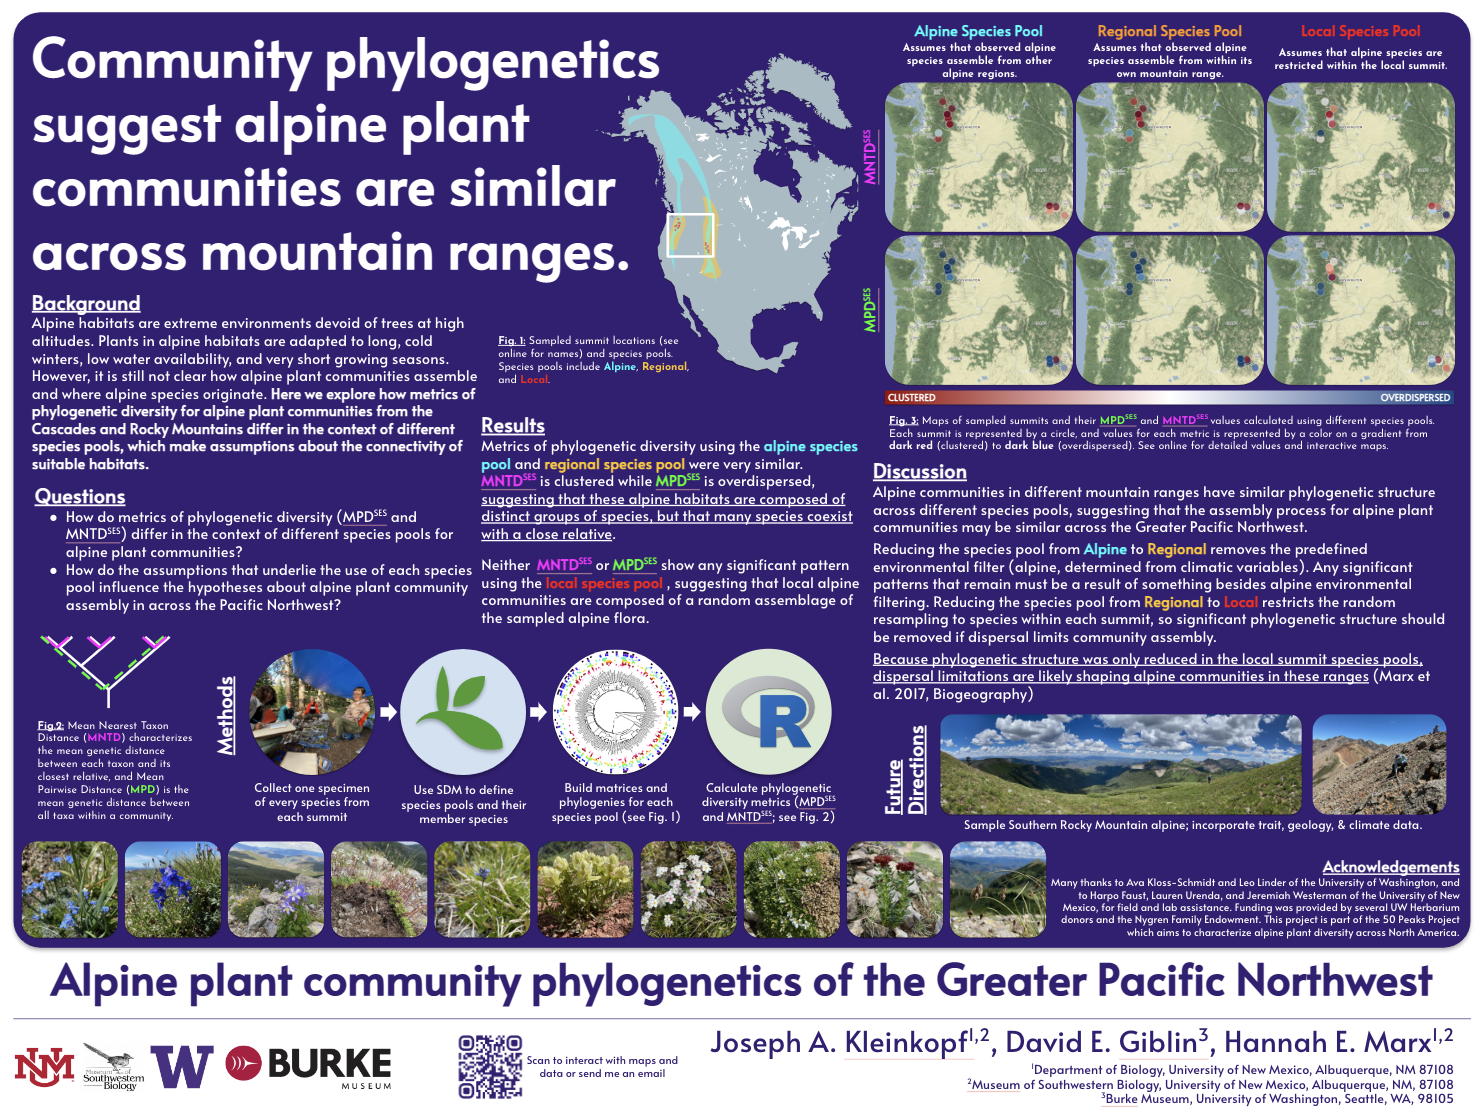 Community phylogenetics
suggest alpine plant
communities are similar
across mountain ranges.
Background
Alpine habitats are extreme environments devoid of trees at high
altitudes. Plants in alpine habitats are adapted to long, cold
winters, low water availability, and very short growing seasons.
However, it is still not clear how alpine plant communities assemble
and where alpine species originate. Here we explore how metrics of
phylogenetic diversity for alpine plant communities from the
Cascades and Rocky Mountains differ in the context of different
species pools, which make assumptions about the connectivity of
suitable habitats.
Questions
● How do metrics of phylogenetic diversity (MPDSES and
MNTDSES) differ in the context of different species pools for
alpine plant communities?
● How do the assumptions that underlie the use of each species
pool influence the hypotheses about alpine plant community
assembly in across the Pacific Northwest?
Fig.2: Mean Nearest Taxon
Distance (MNTD) characterizes
the mean genetic distance
between each taxon and its
closest relative, and Mean
Pairwise Distance (MPD) is the
mean genetic distance between
all taxa within a community.
Fig. 1: Sampled summit locations (see
online for names) and species pools.
Species pools include Alpine, Regional,
and Local.
Results
Metrics of phylogenetic diversity using the alpine species
pool and regional species pool were very similar.
MNTDSES is clustered while MPDSES is overdispersed,
suggesting that these alpine habitats are composed of
distinct groups of species, but that many species coexist
with a close relative.
Neither MNTDSES or MPDSES show any significant pattern
using the local species pool , suggesting that local alpine
communities are composed of a random assemblage of
the sampled alpine flora.
Methods
Collect one specimen
of every species from
each summit
Use SDM to define
species pools and their
member species
Build matrices and
phylogenies for each
species pool (see Fig. 1)
R
Calculate phylogenetic
diversity metrics (MPDSES
and MNTDSES; see Fig. 2)
Alpine Species Pool
Assumes that observed alpine
species assemble from other
alpine regions.
Regional Species Pool
Assumes that observed alpine
species assemble from within its
own mountain range.
Local Species Pool
Assumes that alpine species are
restricted within the local summit.
MNTDSES
MPDSES
CLUSTERED
OVERDISPERSED
Fig. 3: Maps of sampled summits and their MPDSES and MNTDSES values calculated using different species pools.
Each summit is represented by a circle, and values for each metric is represented by a color on a gradient from
dark red (clustered) to dark blue (overdispersed). See online for detailed values and interactive maps.
Discussion
Alpine communities in different mountain ranges have similar phylogenetic structure
across different species pools, suggesting that the assembly process for alpine plant
communities may be similar across the Greater Pacific Northwest.
Reducing the species pool from Alpine to Regional removes the predefined
environmental filter (alpine, determined from climatic variables). Any significant
patterns that remain must be a result of something besides alpine environmental
filtering. Reducing the species pool from Regional to Local restricts the random
resampling to species within each summit, so significant phylogenetic structure should
be removed if dispersal limits community assembly.
Because phylogenetic structure was only reduced in the local summit species pools,
dispersal limitations are likely shaping alpine communities in these ranges (Marx et
al. 2017, Biogeography)
Future
Directions
Sample Southern Rocky Mountain alpine; incorporate trait, geology, & climate data.
Acknowledgements
Many thanks to Ava Kloss-Schmidt and Leo Linder of the University of Washington, and
to Harpo Faust, Lauren Urenda, and Jeremiah Westerman of the University of New
Mexico, for field and lab assistance. Funding was provided by several UW Herbarium
donors and the Nygren Family Endowment. This project is part of the 50 Peaks Project
which aims to characterize alpine plant diversity across North America.
Alpine plant community phylogenetics of the Greater Pacific Northwest
UNM
Museum of
Southwestern
Biology
W
BURKE
MUSEUM
Scan to interact with maps and
data or send me an email
Joseph A. Kleinkopf1,2, David E. Giblin3, Hannah E. Marx1,2
1Department of Biology, University of New Mexico, Albuquerque, NM 87108
2Museum of Southwestern Biology, University of New Mexico, Albuquerque, NM, 87108
3Burke Museum, University of Washington, Seattle, WA, 98105